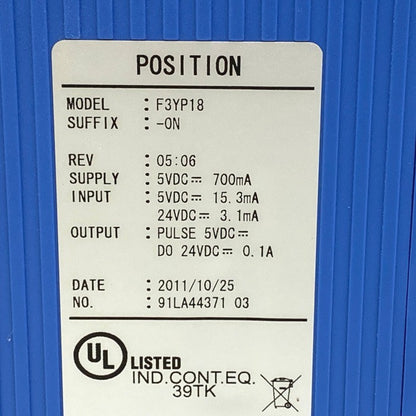 POSITION
MODEL : F3YP18
SUFFIX : -0N
REV : 05:06
SUPPLY : 5VDC⎓ 700mA
INPUT : 5VDC⎓ 15.3mA
24VDC⎓ 3.1mA
OUTPUT : PULSE 5VDC⎓
DO 24VDC⎓ 0.1A
DATE : 2011/10/25
NO. : 91LA44371 03
UL LISTED
IND.CONT.EQ.
39TK